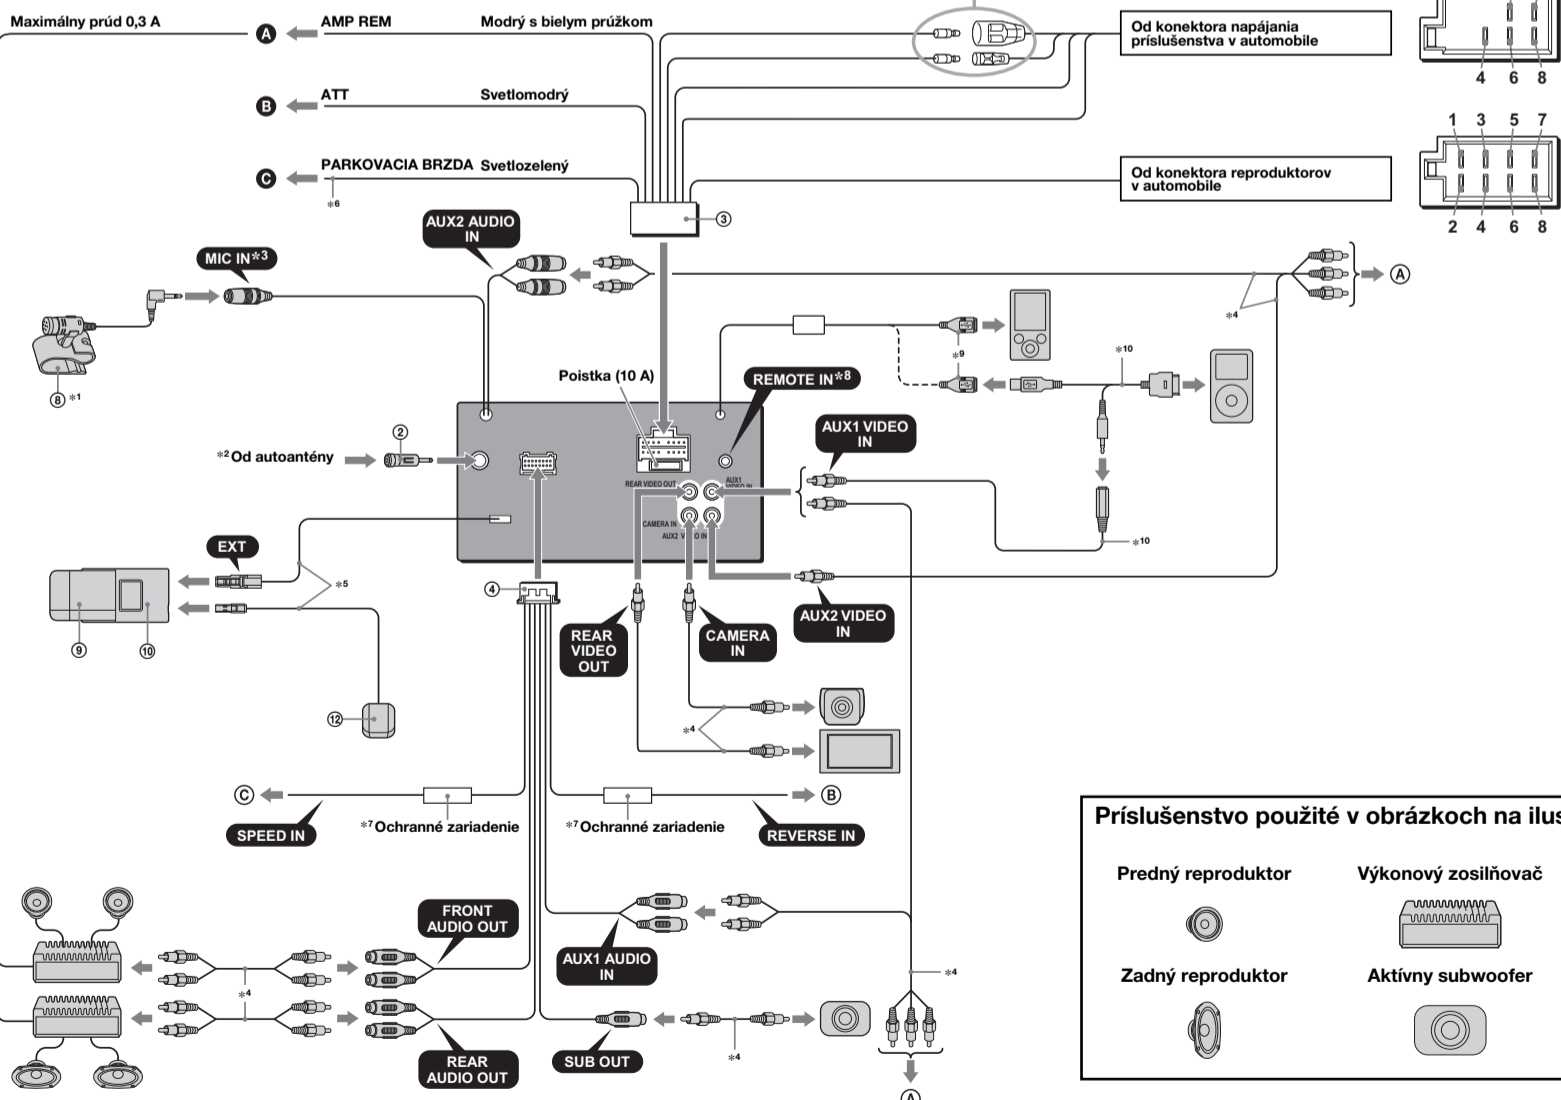 Maximálny prúd 0,3 A
A
AMP REM
Modrý s bielym prúžkom
Od konektora napájania
príslušenstva v automobile
4 6 8
B
ATT
Svetlomodrý
1 3 5 7
C
PARKOVACIA BRZDA
Svetlozelený
*6
Od konektora reproduktorov
v automobile
2 4 6 8
3
AUX2 AUDIO
IN
MIC IN*3
A
*4
*9
*10
8 *1
Poistka (10 A)
REMOTE IN*8
AUX1 VIDEO
IN
2
*2 Od autoantény
REAR VIDEO OUT
AUX1
VIDEO IN
CAMERA IN
AUX2 VIDEO IN
*10
EXT
*5
4
9
10
REAR
VIDEO
OUT
CAMERA
IN
AUX2 VIDEO
IN
12
*4
C
B
SPEED IN
*7 Ochranné zariadenie
*7 Ochranné zariadenie
REVERSE IN
Príslušenstvo použité v obrázkoch na ilus
Predný reproduktor
Výkonový zosilňovač
FRONT
AUDIO OUT
AUX1 AUDIO
IN
*4
*4
Zadný reproduktor
Aktívny subwoofer
REAR
AUDIO OUT
SUB OUT
*4
A